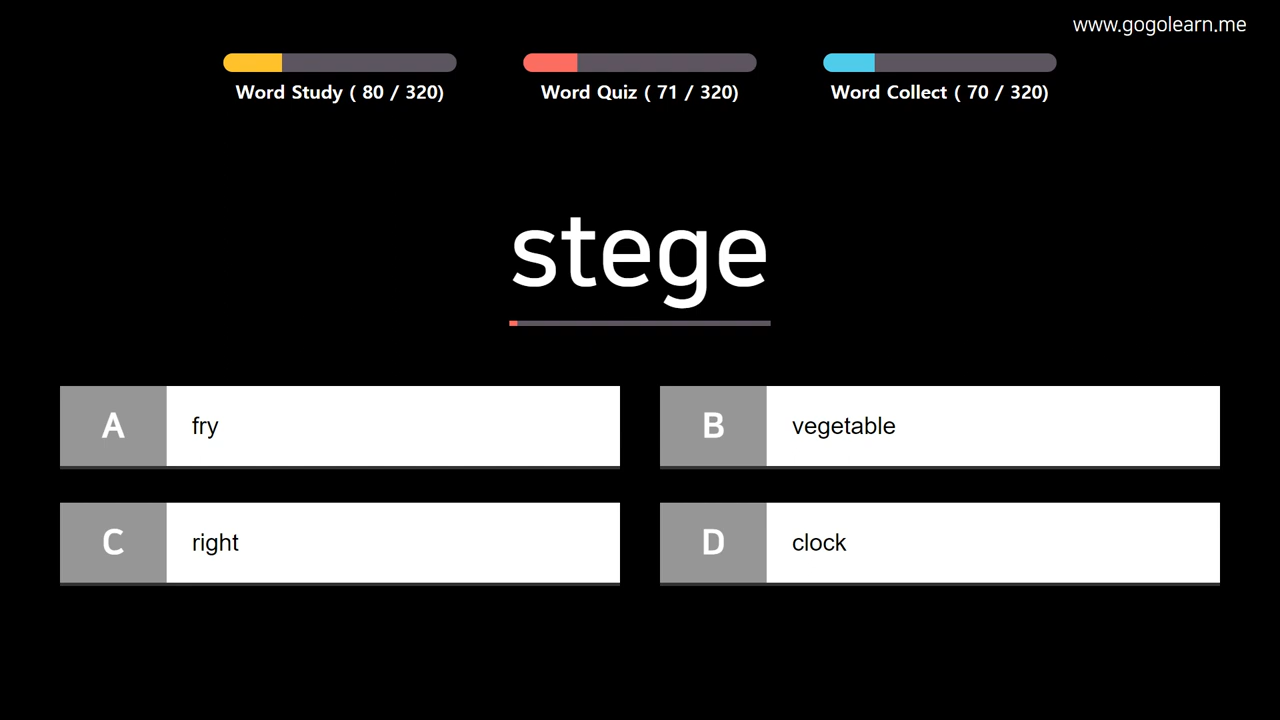 www.gogolearn.me
Word Study ( 80 / 320)
Word Quiz ( 71 / 320)
Word Collect ( 70 / 320)
stege
A fry
B vegetable
C right
D clock